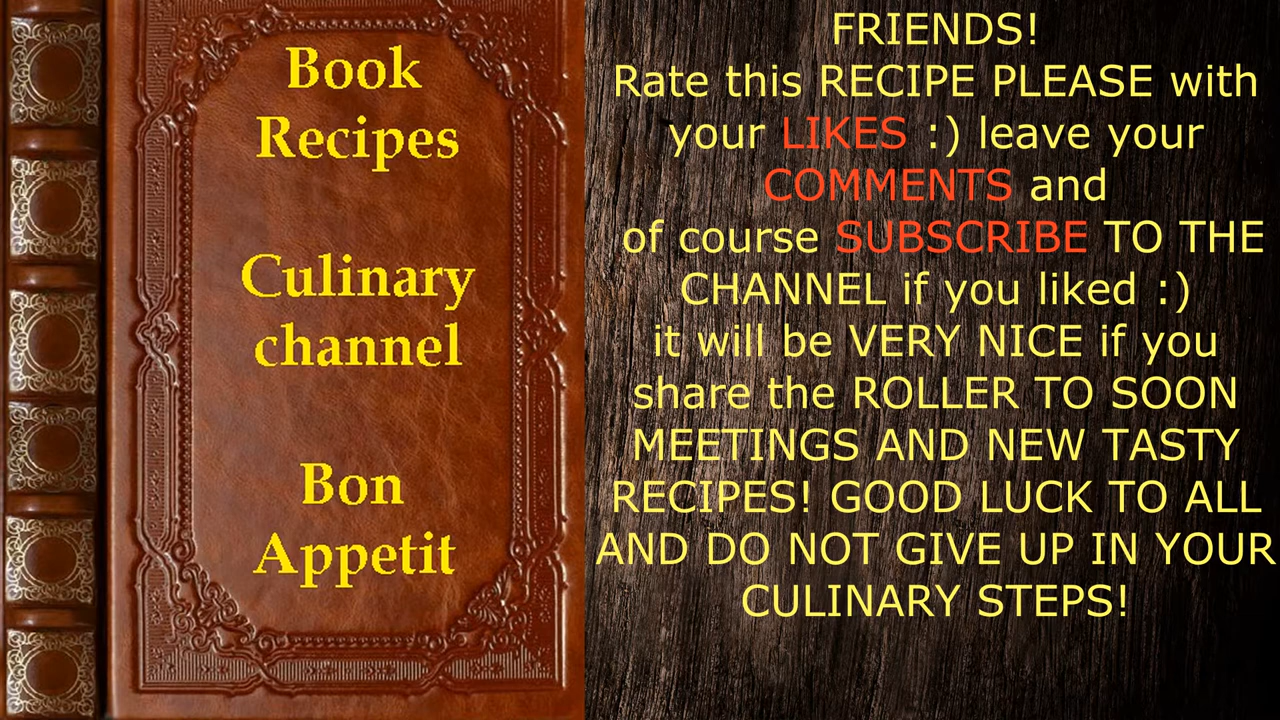 Book
Recipes
Culinary
channel
Bon
Appetit
FRIENDS!
Rate this RECIPE PLEASE with
your LIKES :) leave your
COMMENTS and
of course SUBSCRIBE TO THE
CHANNEL if you liked :)
it will be VERY NICE if you
share the ROLLER TO SOON
MEETINGS AND NEW TASTY
RECIPES! GOOD LUCK TO ALL
AND DO NOT GIVE UP IN YOUR
CULINARY STEPS!